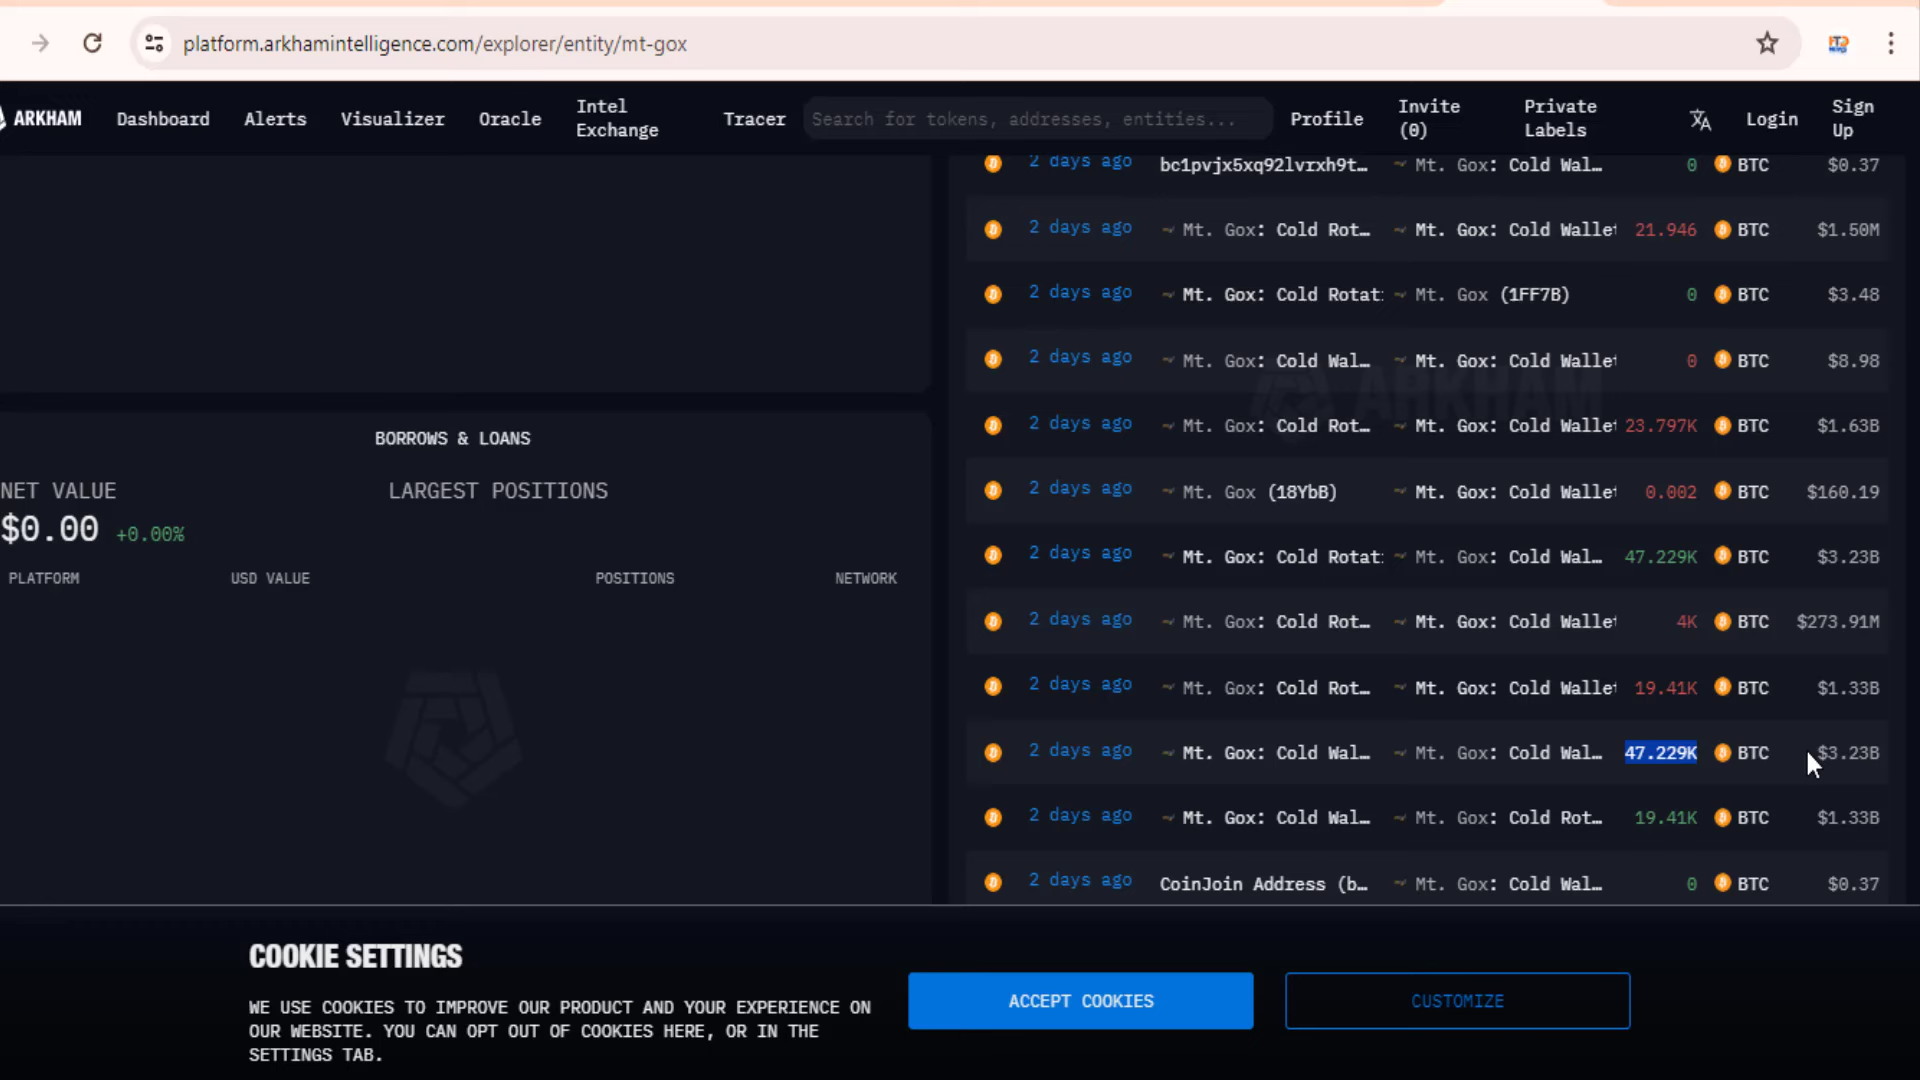 platform.arkhamintelligence.com/explorer/entity/mt-gox
ARKHAM Dashboard Alerts Visualizer Oracle Intel Exchange Tracer Search for tokens, addresses, entities... Profile Invite (0) Private Labels Login Sign Up
2 days ago bc1pvjx5xq92lvrxh9t… Mt. Gox: Cold Wal… 0 BTC $0.37
2 days ago Mt. Gox: Cold Rot… Mt. Gox: Cold Wallet 21.946 BTC $1.50M
2 days ago Mt. Gox: Cold Rotat Mt. Gox (1FF7B) 0 BTC $3.48
2 days ago Mt. Gox: Cold Wal… Mt. Gox: Cold Wallet 0 BTC $8.98
ARKHAM
2 days ago Mt. Gox: Cold Rot… Mt. Gox: Cold Wallet 23.797K BTC $1.63B
BORROWS & LOANS
NET VALUE LARGEST POSITIONS
$0.00 +0.00%
PLATFORM USD VALUE POSITIONS NETWORK
2 days ago Mt. Gox (18YbB) Mt. Gox: Cold Wallet 0.002 BTC $160.19
2 days ago Mt. Gox: Cold Rotat Mt. Gox: Cold Wal… 47.229K BTC $3.23B
2 days ago Mt. Gox: Cold Rot… Mt. Gox: Cold Wallet 4K BTC $273.91M
2 days ago Mt. Gox: Cold Rot… Mt. Gox: Cold Wallet 19.41K BTC $1.33B
2 days ago Mt. Gox: Cold Wal… Mt. Gox: Cold Wal… 47.229K BTC $3.23B
2 days ago Mt. Gox: Cold Wal… Mt. Gox: Cold Rot… 19.41K BTC $1.33B
2 days ago CoinJoin Address (b… Mt. Gox: Cold Wal… 0 BTC $0.37
COOKIE SETTINGS
WE USE COOKIES TO IMPROVE OUR PRODUCT AND YOUR EXPERIENCE ON
OUR WEBSITE. YOU CAN OPT OUT OF COOKIES HERE, OR IN THE
SETTINGS TAB.
ACCEPT COOKIES
CUSTOMIZE